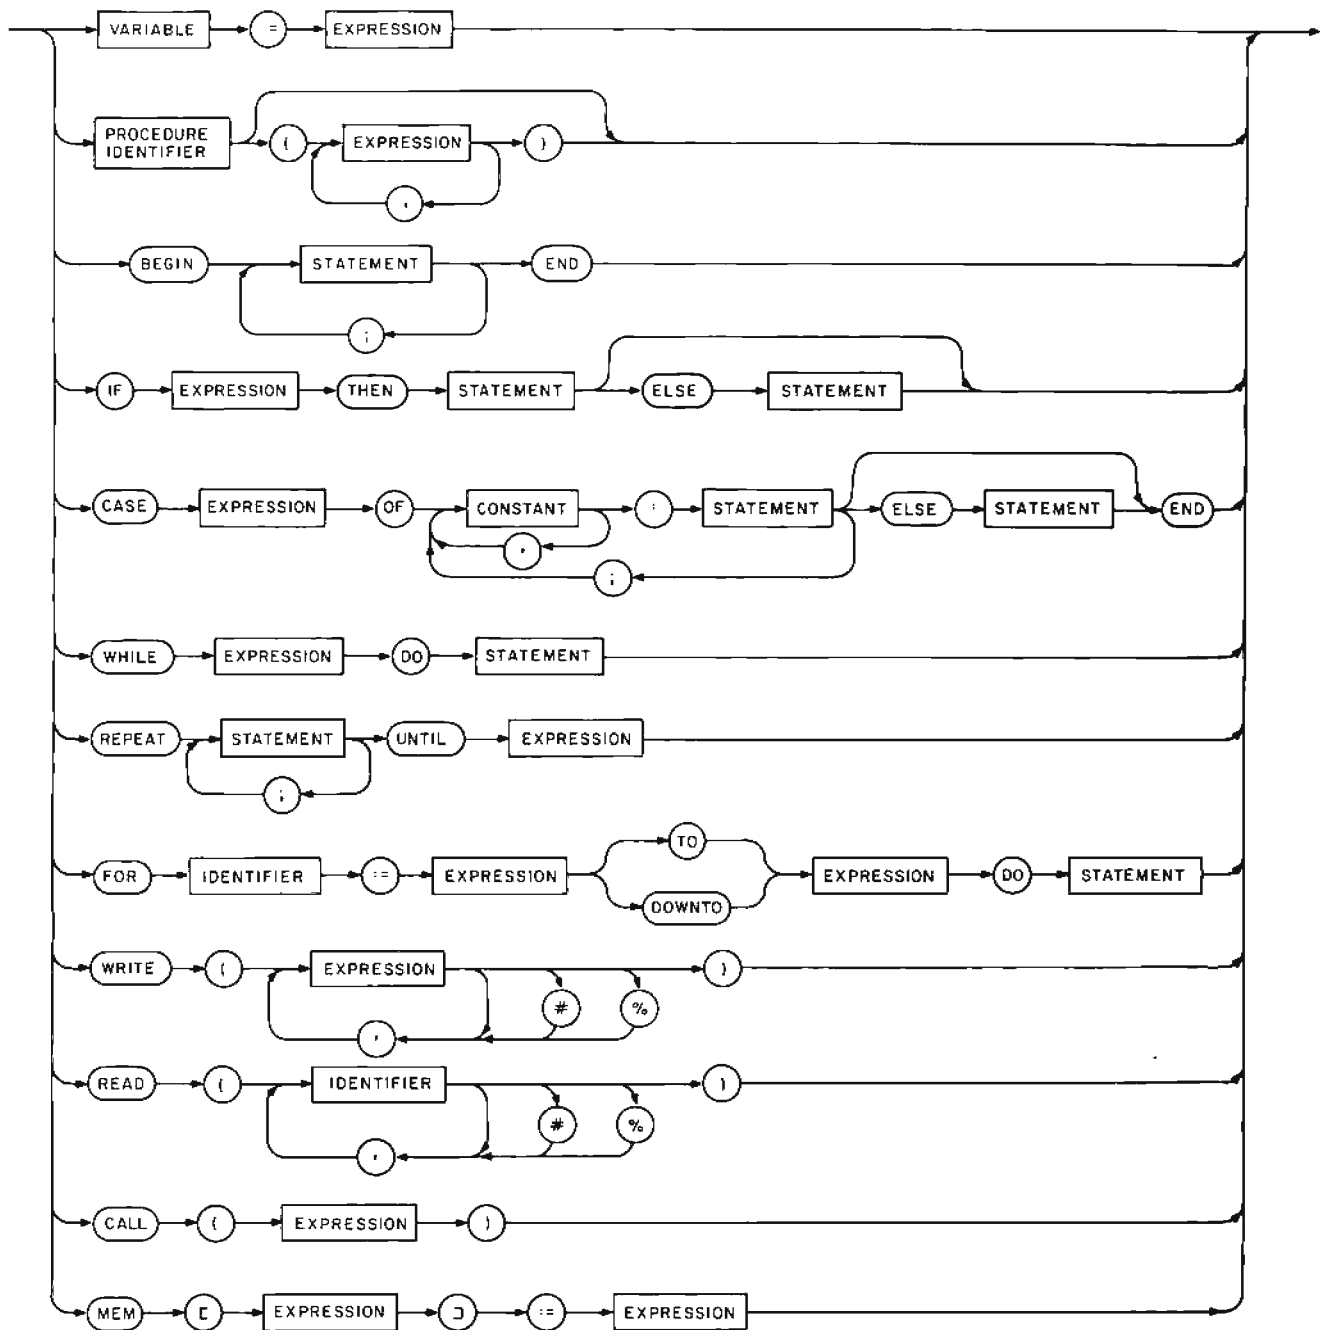 VARIABLE = EXPRESSION
PROCEDURE IDENTIFIER ( EXPRESSION )
,
BEGIN STATEMENT END
;
IF EXPRESSION THEN STATEMENT ELSE STATEMENT
CASE EXPRESSION OF CONSTANT : STATEMENT ELSE STATEMENT END
,
;
WHILE EXPRESSION DO STATEMENT
REPEAT STATEMENT UNTIL EXPRESSION
;
TO
FOR IDENTIFIER := EXPRESSION EXPRESSION DO STATEMENT
DOWNTO
WRITE ( EXPRESSION )
# %
,
READ ( IDENTIFIER )
# %
,
CALL ( EXPRESSION )
MEM [ EXPRESSION ] := EXPRESSION